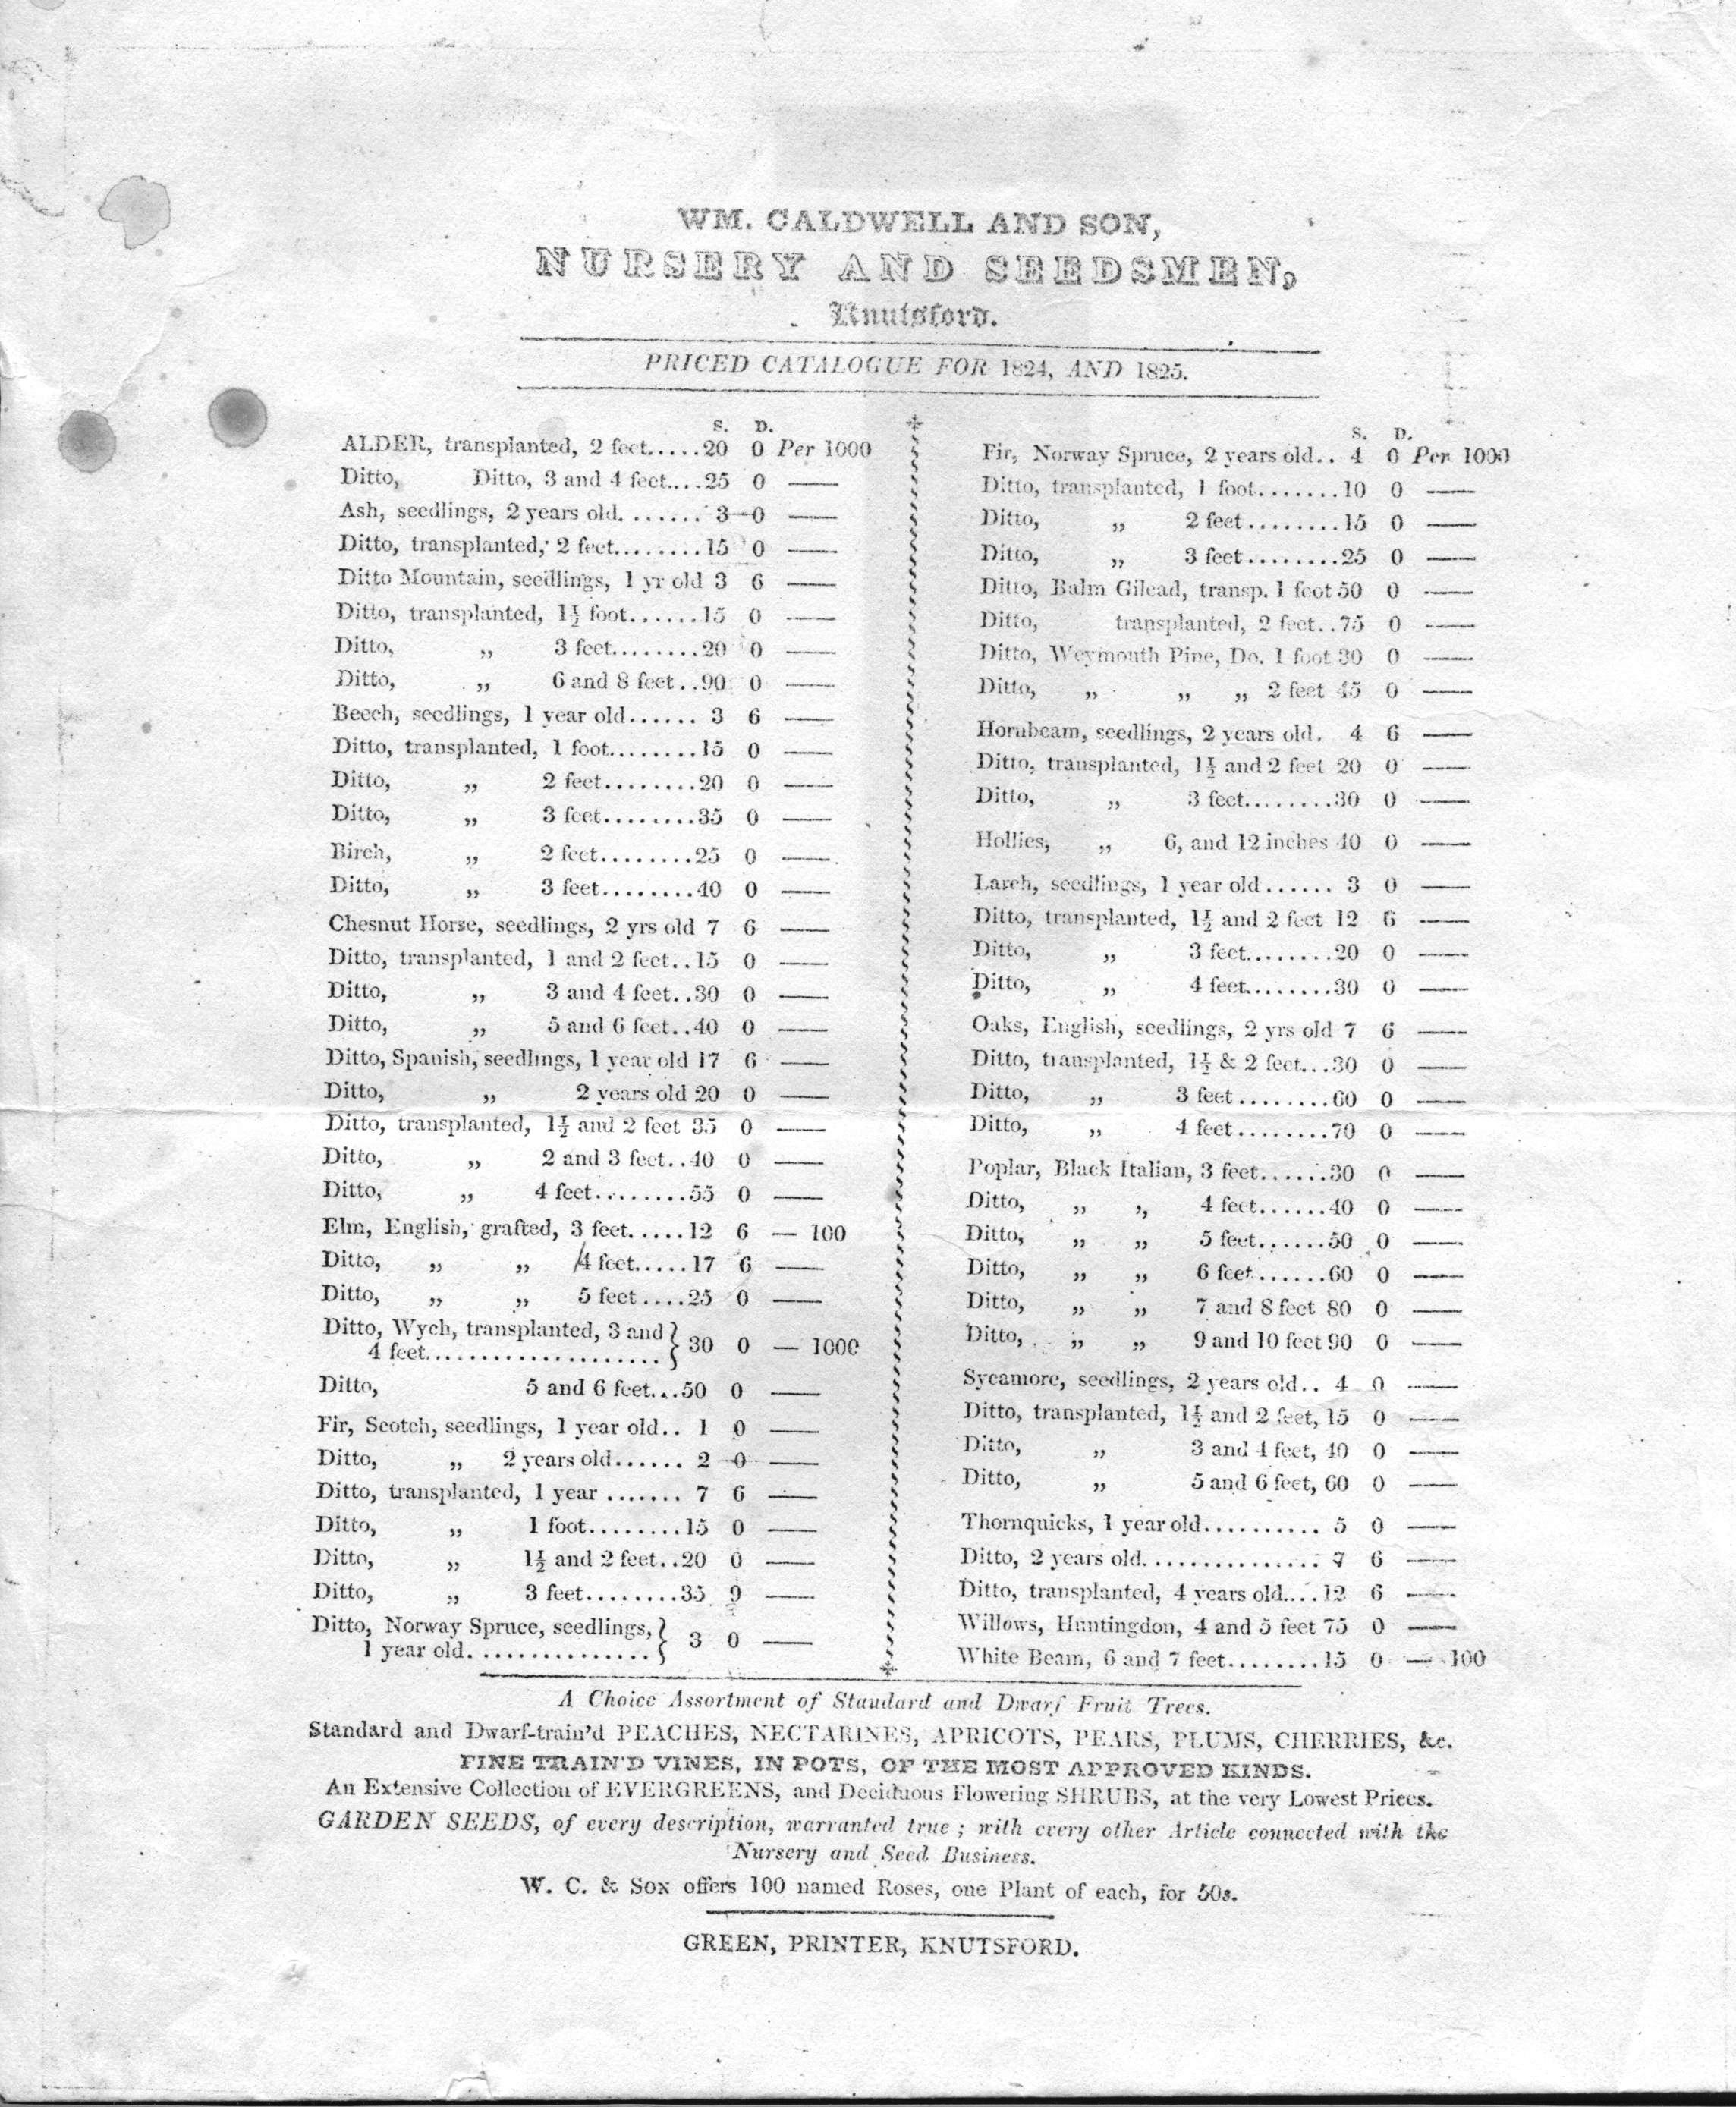 WM. CALDWELL AND SON,
NURSERY AND SEEDSMEN,
Knutsford.
PRICED CATALOGUE FOR 1824, AND 1825.
S. D.
ALDER, transplanted, 2 feet.....20 0 Per 1000
Ditto, Ditto, 3 and 4 feet....25 0 ——
Ash, seedlings, 2 years old....... 3—0 ——
Ditto, transplanted, 2 feet........15 0 ——
Ditto Mountain, seedlings, 1 yr old 3 6 ——
Ditto, transplanted, 1½ foot......15 0 ——
Ditto, „ 3 feet........20 0 ——
Ditto, „ 6 and 8 feet..90 0 ——
Beech, seedlings, 1 year old...... 3 6 ——
Ditto, transplanted, 1 foot........15 0 ——
Ditto, „ 2 feet........20 0 ——
Ditto, „ 3 feet........35 0 ——
Birch, „ 2 feet........25 0 ——
Ditto, „ 3 feet........40 0 ——
Chesnut Horse, seedlings, 2 yrs old 7 6 ——
Ditto, transplanted, 1 and 2 feet..15 0 ——
Ditto, „ 3 and 4 feet..30 0 ——
Ditto, „ 5 and 6 feet..40 0 ——
Ditto, Spanish, seedlings, 1 year old 17 6 ——
Ditto, „ 2 years old 20 0 ——
Ditto, transplanted, 1½ and 2 feet 35 0 ——
Ditto, „ 2 and 3 feet..40 0 ——
Ditto, „ 4 feet........55 0 ——
Elm, English, grafted, 3 feet.....12 6 — 100
Ditto, „ „ 4 feet.....17 6 ——
Ditto, „ „ 5 feet....25 0 ——
Ditto, Wych, transplanted, 3 and
4 feet..................... } 30 0 — 1000
Ditto, 5 and 6 feet...50 0 ——
Fir, Scotch, seedlings, 1 year old.. 1 0 ——
Ditto, „ 2 years old...... 2 0 ——
Ditto, transplanted, 1 year ....... 7 6 ——
Ditto, „ 1 foot........15 0 ——
Ditto, „ 1½ and 2 feet..20 0 ——
Ditto, „ 3 feet........35 9 ——
Ditto, Norway Spruce, seedlings,
1 year old................ } 3 0 ——
S. D.
Fir, Norway Spruce, 2 years old.. 4 0 Per 1000
Ditto, transplanted, 1 foot.......10 0 ——
Ditto, „ 2 feet........15 0 ——
Ditto, „ 3 feet........25 0 ——
Ditto, Balm Gilead, transp. 1 foot 50 0 ——
Ditto, transplanted, 2 feet..75 0 ——
Ditto, Weymouth Pine, Do. 1 foot 30 0 ——
Ditto, „ „ „ 2 feet 45 0 ——
Hornbeam, seedlings, 2 years old. 4 6 ——
Ditto, transplanted, 1½ and 2 feet 20 0 ——
Ditto, „ 3 feet........30 0 ——
Hollies, „ 6, and 12 inches 40 0 ——
Larch, seedlings, 1 year old...... 3 0 ——
Ditto, transplanted, 1½ and 2 feet 12 6 ——
Ditto, „ 3 feet........20 0 ——
Ditto, „ 4 feet........30 0 ——
Oaks, English, seedlings, 2 yrs old 7 6 ——
Ditto, transplanted, 1½ & 2 feet...30 0 ——
Ditto, „ 3 feet........60 0 ——
Ditto, „ 4 feet........70 0 ——
Poplar, Black Italian, 3 feet......30 0 ——
Ditto, „ „ 4 feet......40 0 ——
Ditto, „ „ 5 feet......50 0 ——
Ditto, „ „ 6 feet......60 0 ——
Ditto, „ „ 7 and 8 feet 80 0 ——
Ditto, „ „ 9 and 10 feet 90 0 ——
Sycamore, seedlings, 2 years old.. 4 0 ——
Ditto, transplanted, 1½ and 2 feet, 15 0 ——
Ditto, „ 3 and 4 feet, 40 0 ——
Ditto, „ 5 and 6 feet, 60 0 ——
Thornquicks, 1 year old........... 5 0 ——
Ditto, 2 years old................ 7 6 ——
Ditto, transplanted, 4 years old....12 6 ——
Willows, Huntingdon, 4 and 5 feet 75 0 ——
White Beam, 6 and 7 feet........15 0 — 100
A Choice Assortment of Standard and Dwarf Fruit Trees.
Standard and Dwarf-train'd PEACHES, NECTARINES, APRICOTS, PEARS, PLUMS, CHERRIES, &c.
FINE TRAIN'D VINES, IN POTS, OF THE MOST APPROVED KINDS.
An Extensive Collection of EVERGREENS, and Deciduous Flowering SHRUBS, at the very Lowest Prices.
GARDEN SEEDS, of every description, warranted true; with every other Article connected with the
Nursery and Seed Business.
W. C. & SON offers 100 named Roses, one Plant of each, for 50s.
GREEN, PRINTER, KNUTSFORD.